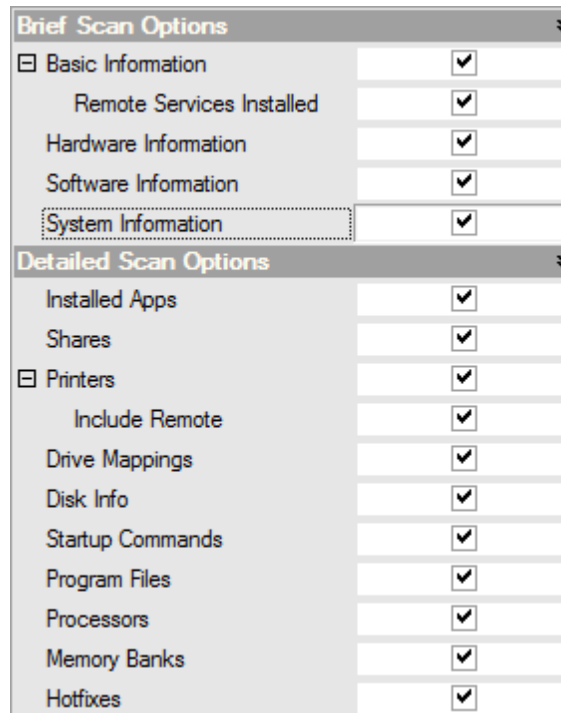 Brief Scan Options
Basic Information
Remote Services Installed
Hardware Information
Software Information
System Information
Detailed Scan Options
Installed Apps
Shares
Printers
Include Remote
Drive Mappings
Disk Info
Startup Commands
Program Files
Processors
Memory Banks
Hotfixes